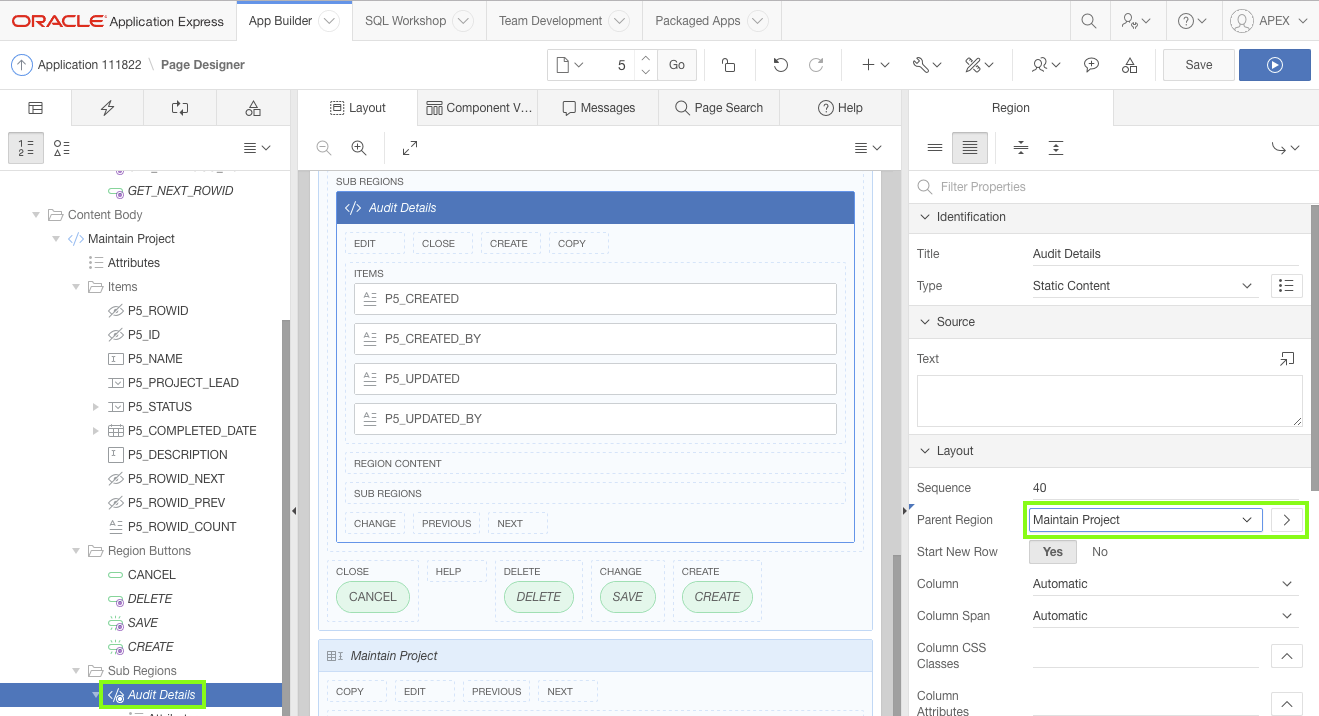 ORACLE Application Express
App Builder
SQL Workshop
Team Development
Packaged Apps
APEX
Application 111822 \ Page Designer
5
Go
Save
Layout
Component V...
Messages
Page Search
Help
Region
Filter Properties
GET_NEXT_ROWID
Content Body
Maintain Project
Attributes
Items
P5_ROWID
P5_ID
P5_NAME
P5_PROJECT_LEAD
P5_STATUS
P5_COMPLETED_DATE
P5_DESCRIPTION
P5_ROWID_NEXT
P5_ROWID_PREV
P5_ROWID_COUNT
Region Buttons
CANCEL
DELETE
SAVE
CREATE
Sub Regions
Audit Details
SUB REGIONS
Audit Details
EDIT CLOSE CREATE COPY
ITEMS
P5_CREATED
P5_CREATED_BY
P5_UPDATED
P5_UPDATED_BY
REGION CONTENT
SUB REGIONS
CHANGE PREVIOUS NEXT
CLOSE HELP DELETE CHANGE CREATE
CANCEL DELETE SAVE CREATE
Maintain Project
COPY EDIT PREVIOUS NEXT
Identification
Title Audit Details
Type Static Content
Source
Text
Layout
Sequence 40
Parent Region Maintain Project
Start New Row Yes No
Column Automatic
Column Span Automatic
Column CSS
Classes
Column
Attributes